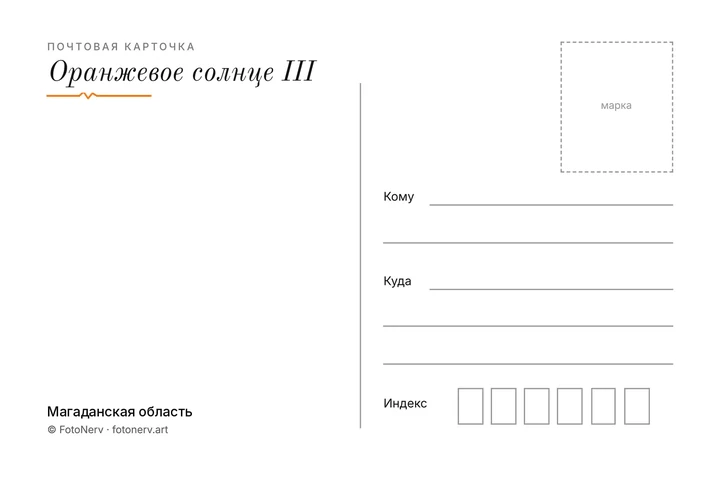 ПОЧТОВАЯ КАРТОЧКА
Оранжевое солнце III
марка
Кому
Куда
Индекс
Магаданская область
© FotoNerv · fotonerv.art